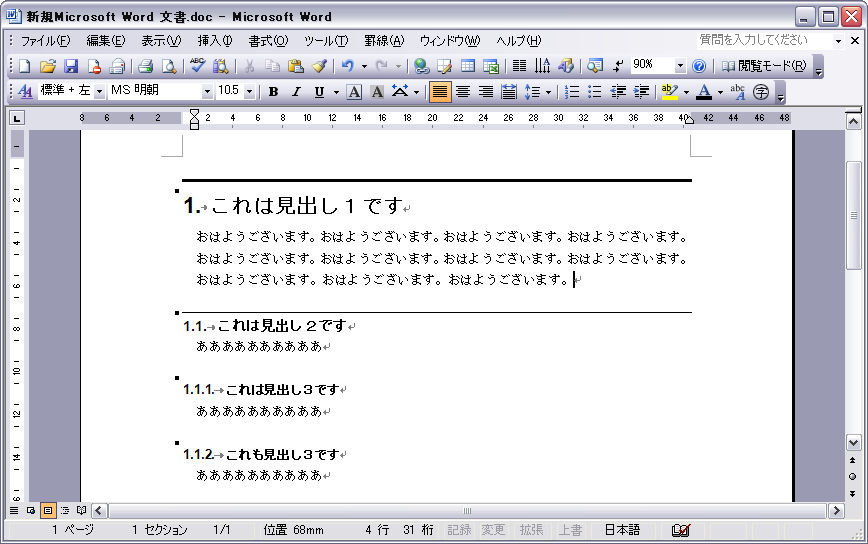 新規Microsoft Word 文書.doc - Microsoft Word
ファイル(F) 編集(E) 表示(V) 挿入(I) 書式(O) ツール(T) 罫線(A) ウィンドウ(W) ヘルプ(H) 質問を入力してください
90% 閲覧モード(R)
標準 + 左 MS 明朝 10.5 B I U A A A ab A abc 字
8 6 4 2 2 4 6 8 10 12 14 16 18 20 22 24 26 28 30 32 34 36 38 40 42 44 46 48
1. これは見出し１です
おはようございます。おはようございます。おはようございます。おはようございます。
おはようございます。おはようございます。おはようございます。おはようございます。
おはようございます。おはようございます。おはようございます。
1.1. これは見出し２です
ああああああああああ
1.1.1. これは見出し３です
ああああああああああ
1.1.2. これも見出し３です
ああああああああああ
1 ページ 1 セクション 1/1 位置 68mm 4 行 31 桁 記録 変更 拡張 上書 日本語